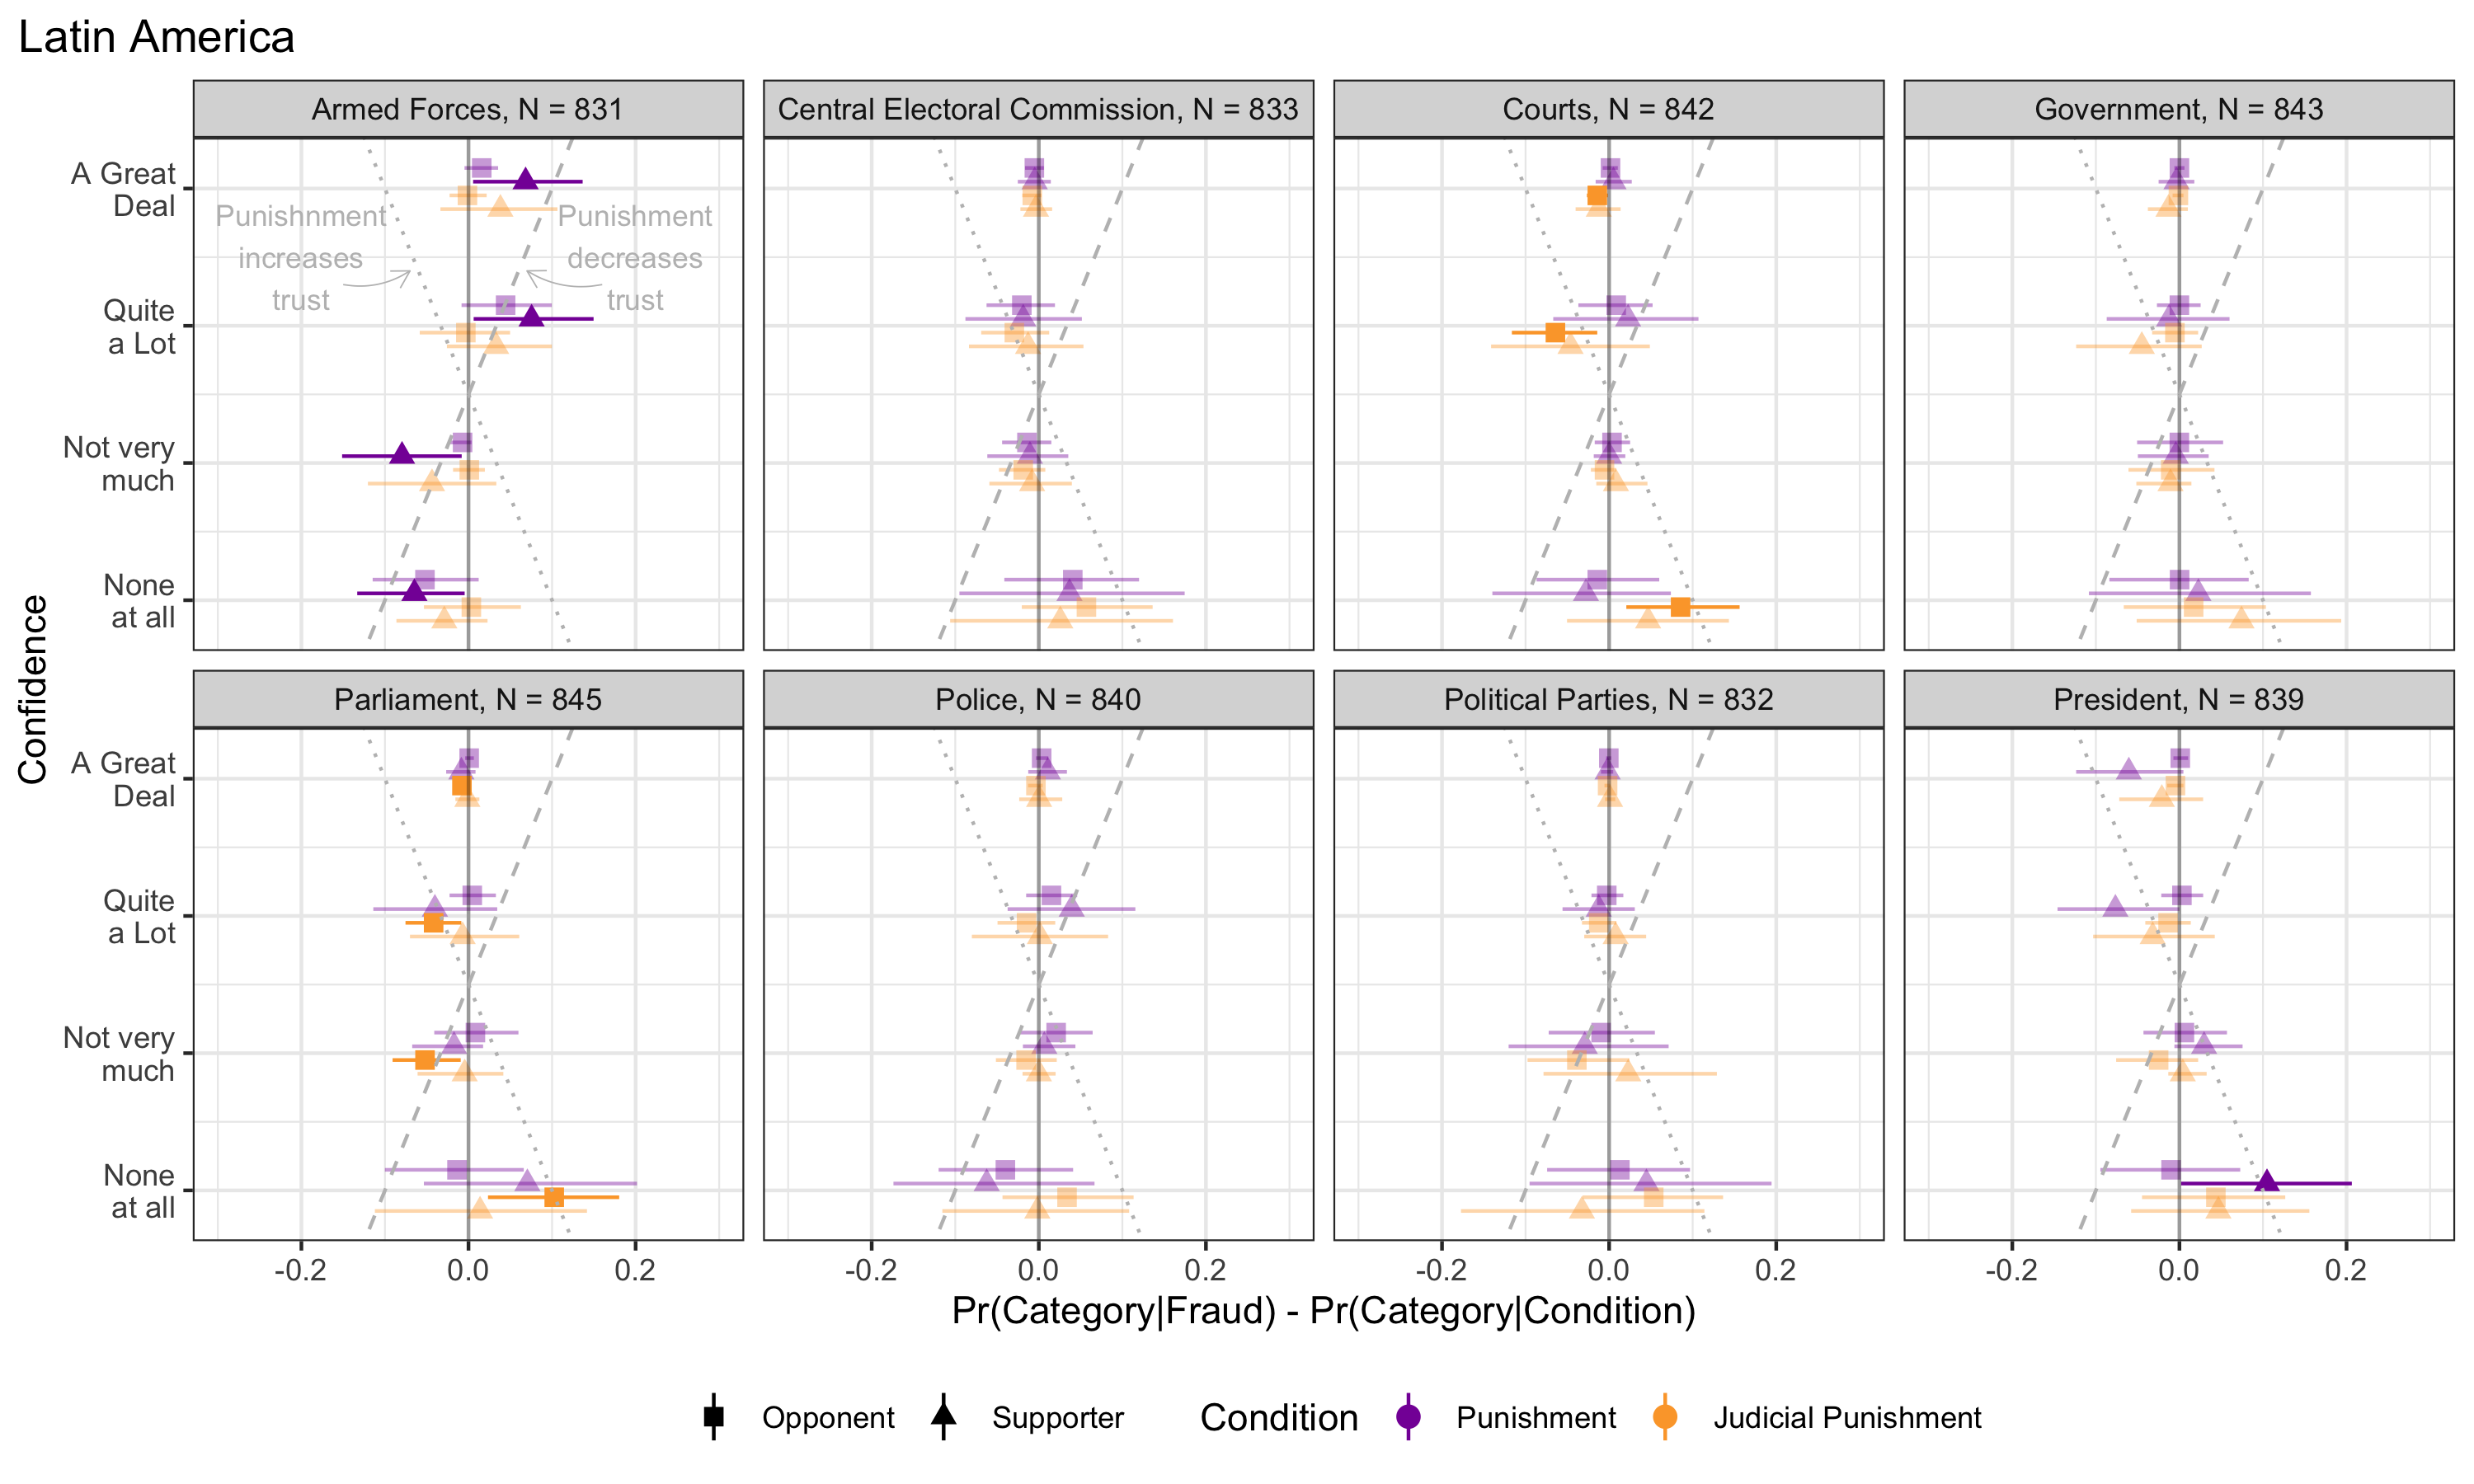 Latin America
Armed Forces, N = 831
Central Electoral Commission, N = 833
Courts, N = 842
Government, N = 843
A Great
Deal
Quite
a Lot
Not very
much
None
at all
Punishnment
increases
trust
Punishment
decreases
trust
Confidence
Parliament, N = 845
Police, N = 840
Political Parties, N = 832
President, N = 839
A Great
Deal
Quite
a Lot
Not very
much
None
at all
-0.2 0.0 0.2
-0.2 0.0 0.2
-0.2 0.0 0.2
-0.2 0.0 0.2
Pr(Category|Fraud) - Pr(Category|Condition)
Opponent Supporter Condition Punishment Judicial Punishment